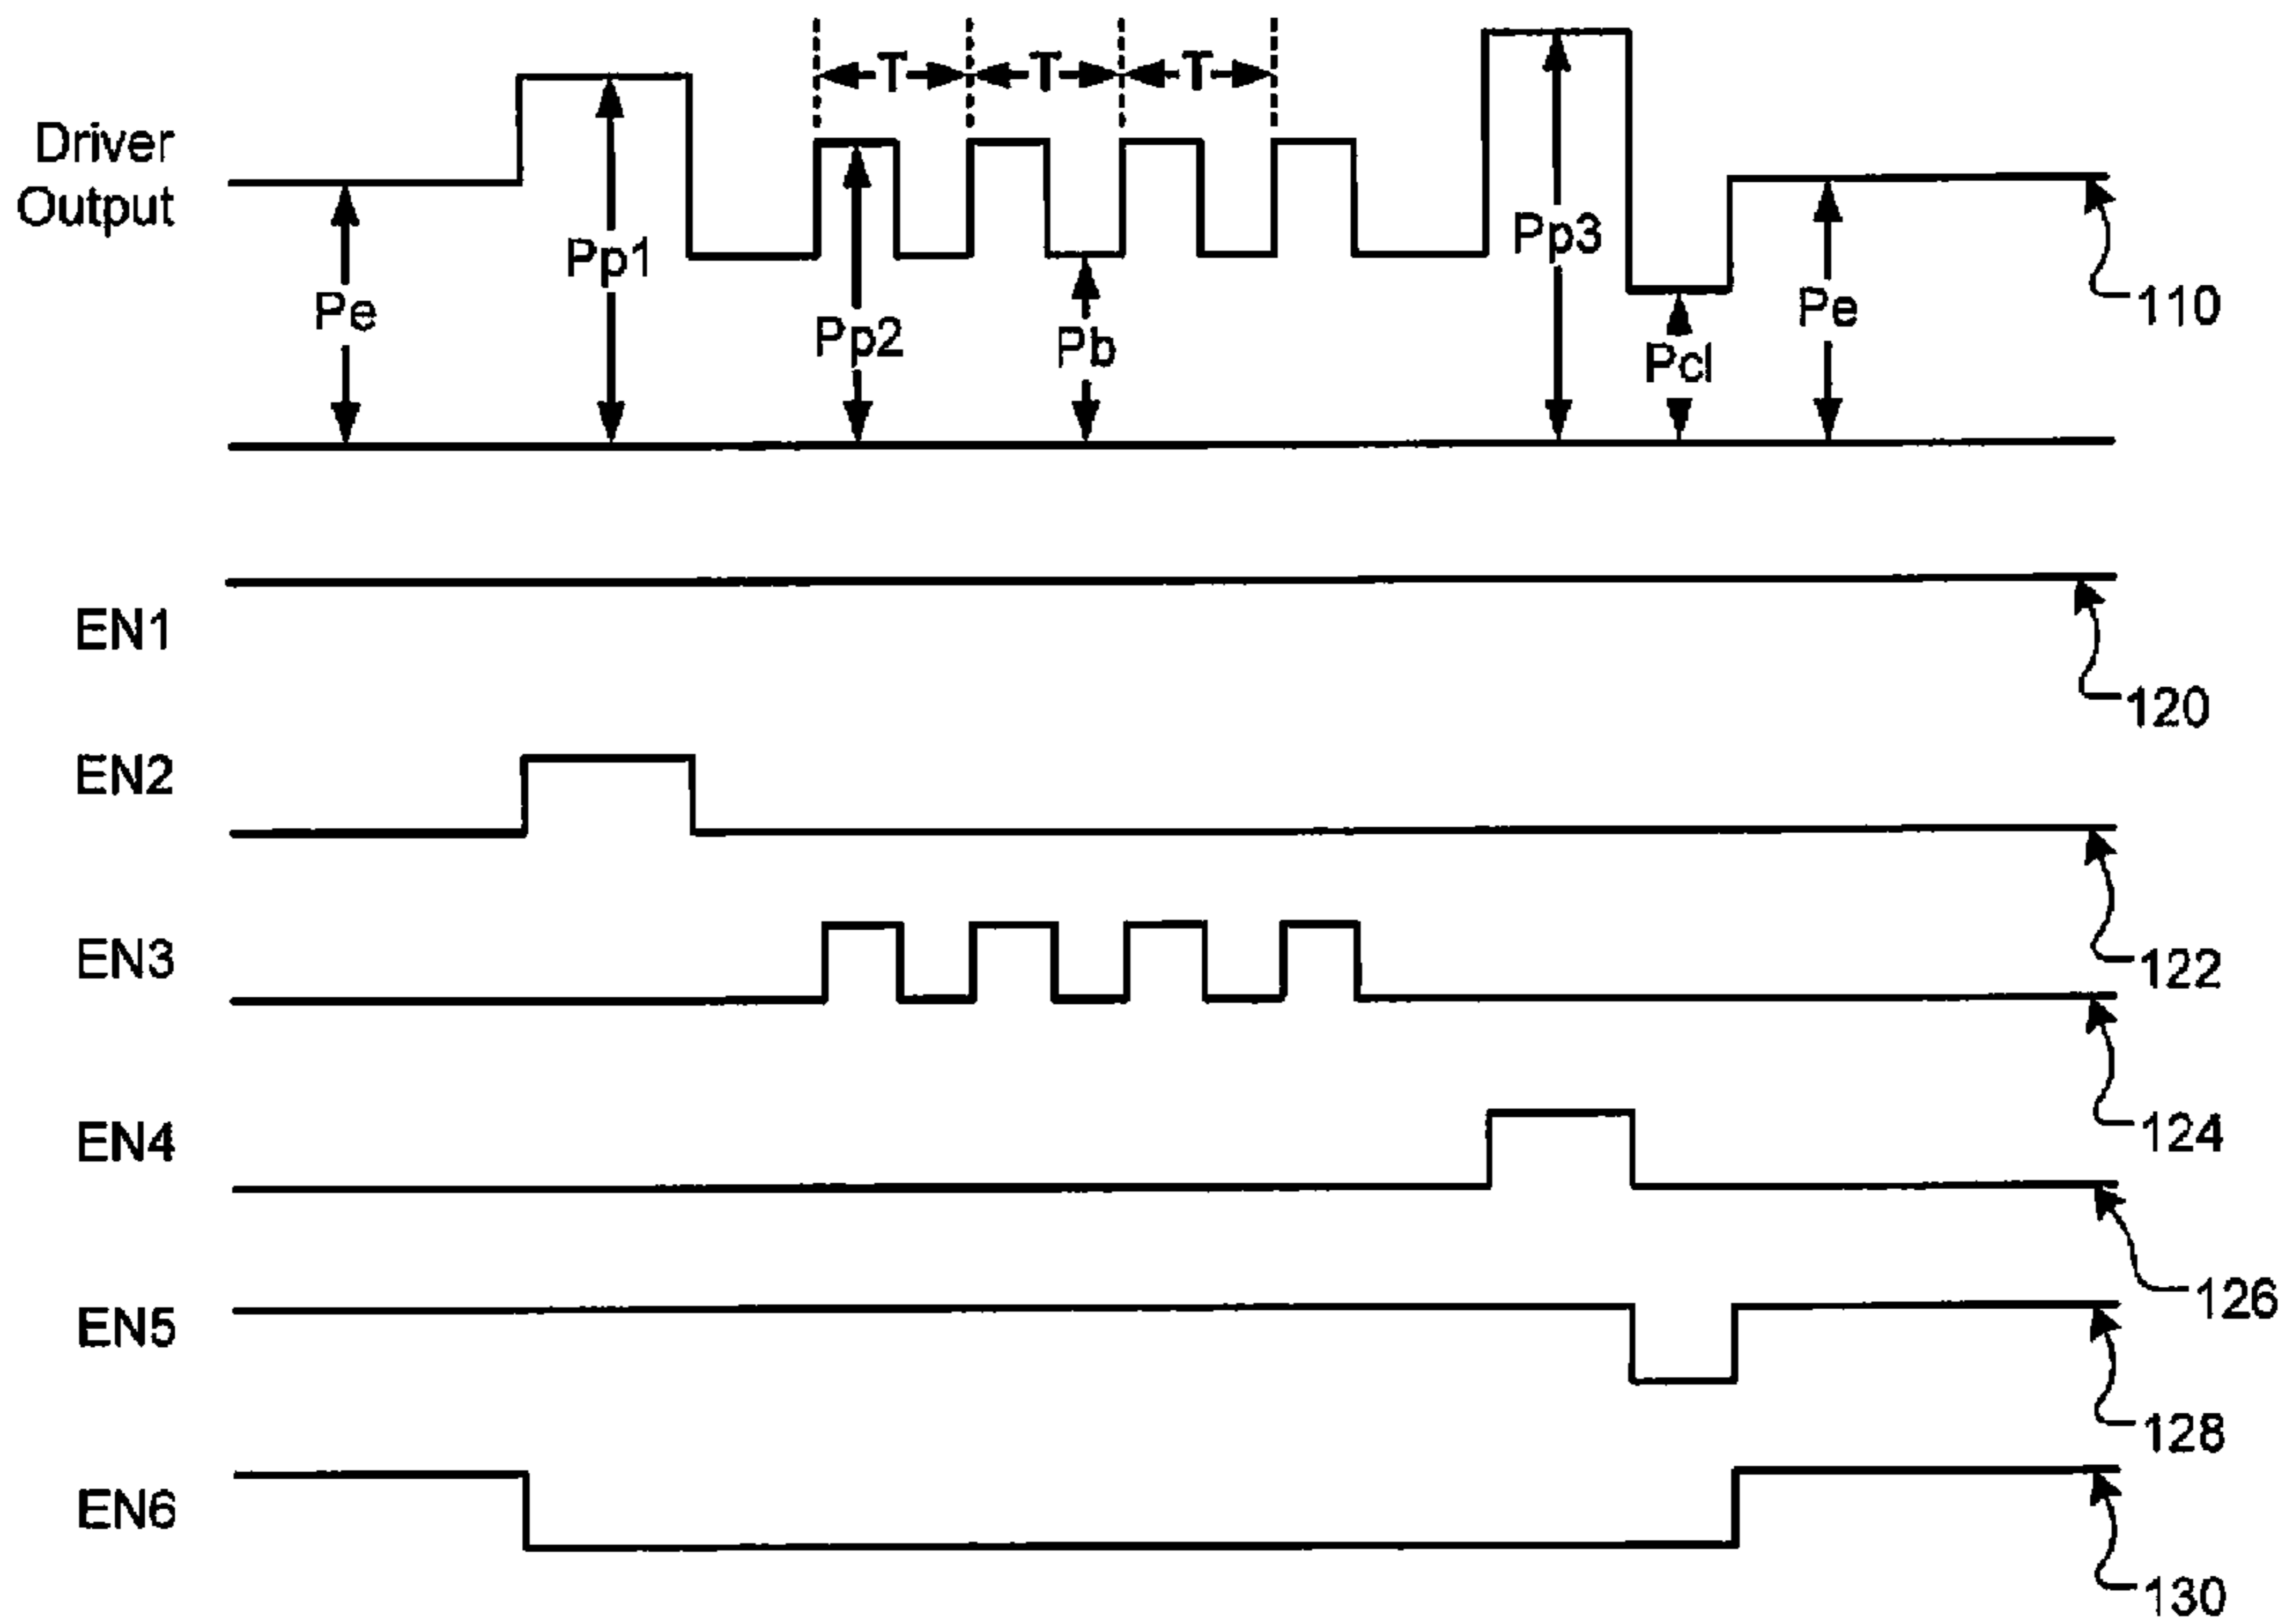 T T T
Driver
Output
Pe
Pp1
Pp2
Pb
Pp3
Pcl
Pe
110
EN1
120
EN2
122
EN3
124
EN4
126
EN5
128
EN6
130